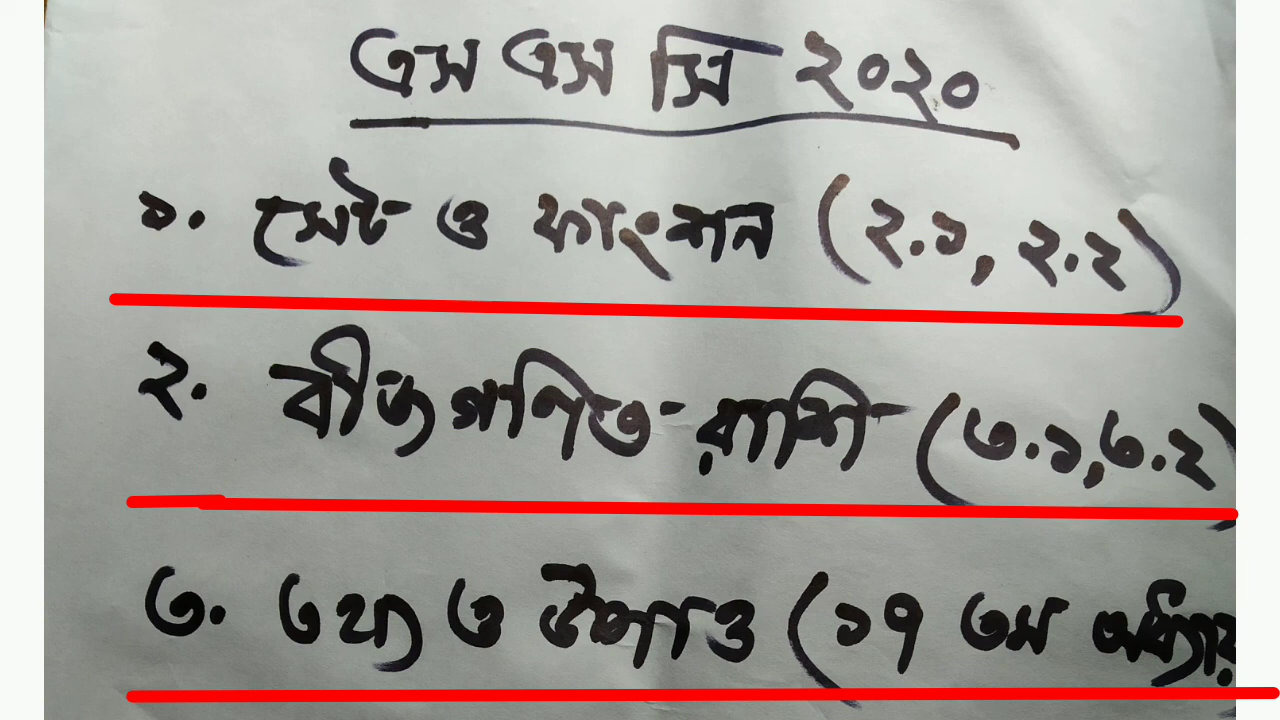 এস এস সি ২০২০
১. সেট ও ফাংশন (২.১, ২.২)
২. বীজগণিত রাশি (৩.১,৩.২)
৩. তথ্য ও উপাত্ত (১৭ তম অধ্যায়